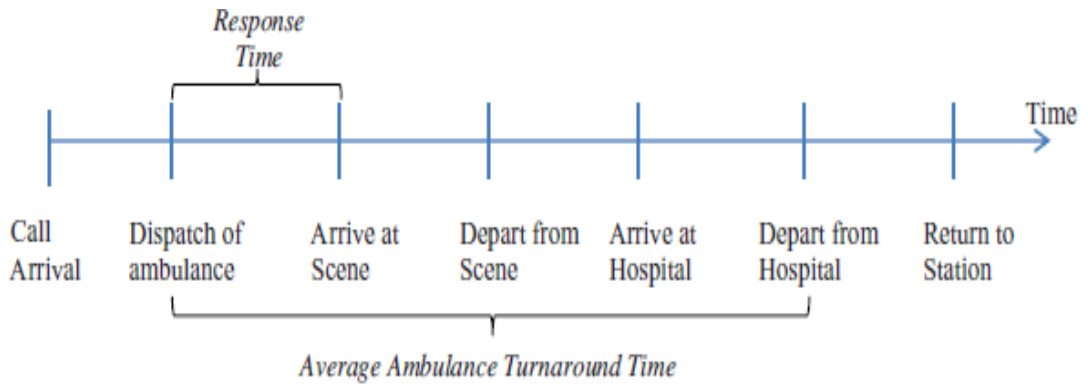 Response
Time
Time
Call
Arrival
Dispatch of
ambulance
Arrive at
Scene
Depart from
Scene
Arrive at
Hospital
Depart from
Hospital
Return to
Station
Average Ambulance Turnaround Time